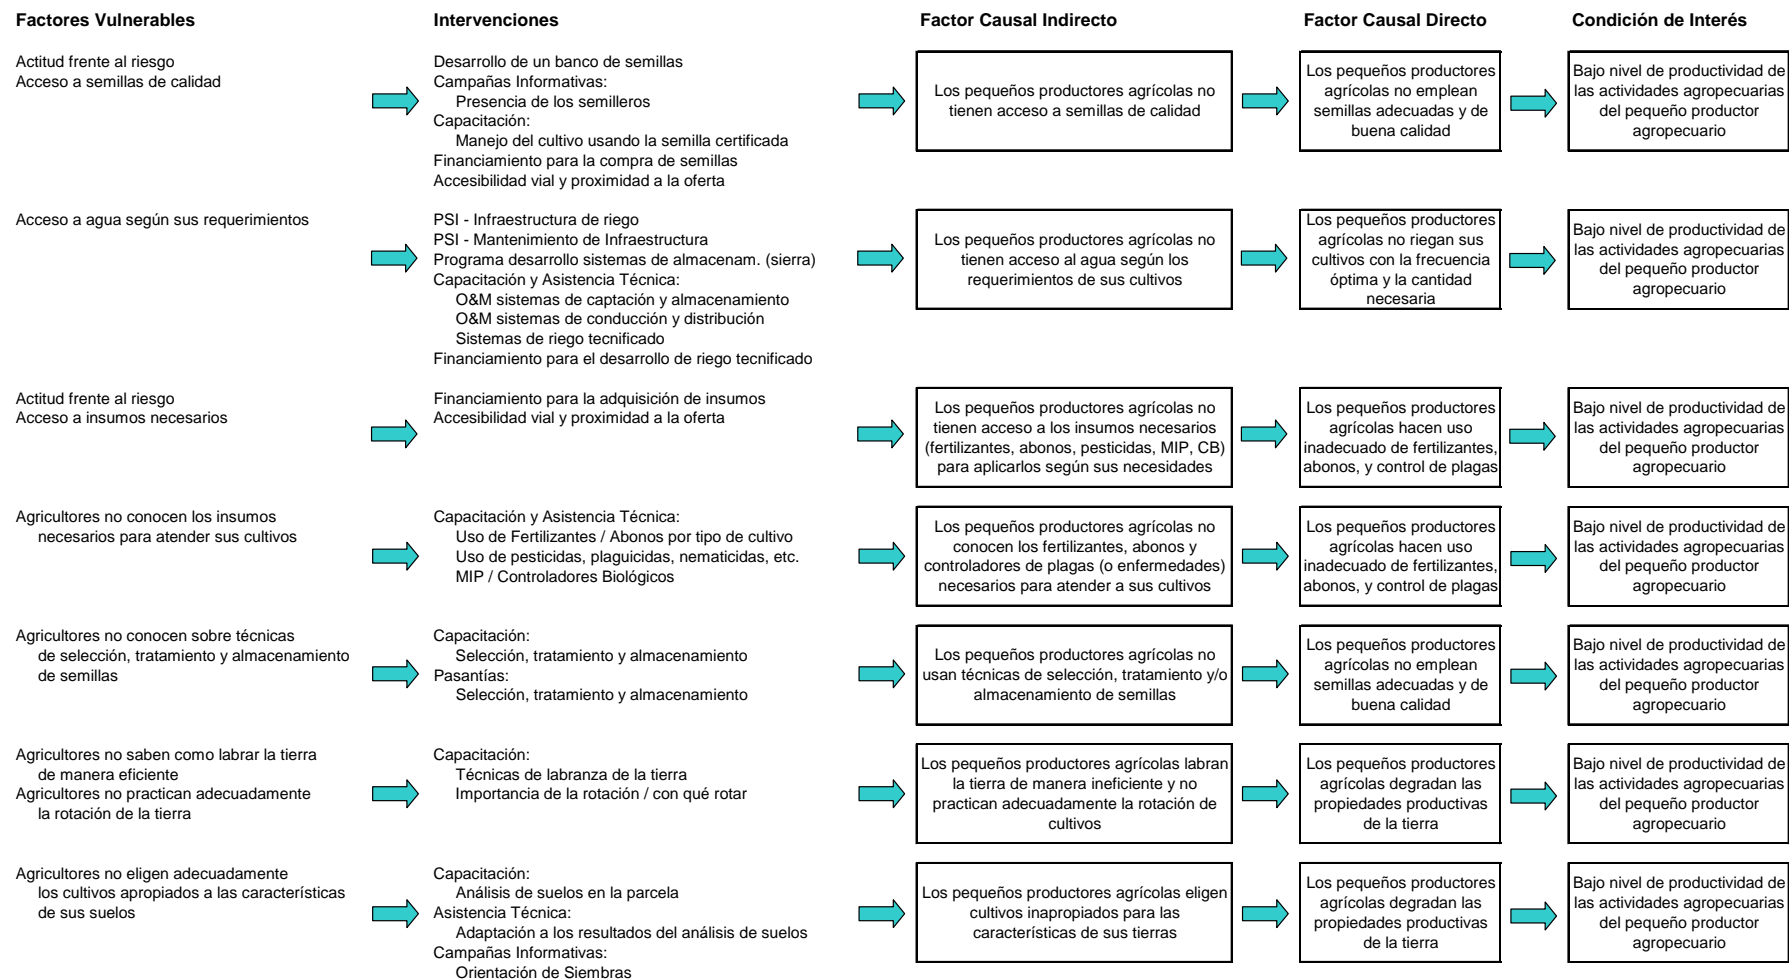 Factores Vulnerables
Intervenciones
Factor Causal Indirecto
Factor Causal Directo
Condición de Interés
Actitud frente al riesgo
Acceso a semillas de calidad
Desarrollo de un banco de semillas
Campañas Informativas:
Presencia de los semilleros
Capacitación:
Manejo del cultivo usando la semilla certificada
Financiamiento para la compra de semillas
Accesibilidad vial y proximidad a la oferta
Los pequeños productores agrícolas no
tienen acceso a semillas de calidad
Los pequeños productores
agrícolas no emplean
semillas adecuadas y de
buena calidad
Bajo nivel de productividad de
las actividades agropecuarias
del pequeño productor
agropecuario
Acceso a agua según sus requerimientos
PSI - Infraestructura de riego
PSI - Mantenimiento de Infraestructura
Programa desarrollo sistemas de almacenam. (sierra)
Capacitación y Asistencia Técnica:
O&M sistemas de captación y almacenamiento
O&M sistemas de conducción y distribución
Sistemas de riego tecnificado
Financiamiento para el desarrollo de riego tecnificado
Los pequeños productores agrícolas no
tienen acceso al agua según los
requerimientos de sus cultivos
Los pequeños productores
agrícolas no riegan sus
cultivos con la frecuencia
óptima y la cantidad
necesaria
Bajo nivel de productividad de
las actividades agropecuarias
del pequeño productor
agropecuario
Actitud frente al riesgo
Acceso a insumos necesarios
Financiamiento para la adquisición de insumos
Accesibilidad vial y proximidad a la oferta
Los pequeños productores agrícolas no
tienen acceso a los insumos necesarios
(fertilizantes, abonos, pesticidas, MIP, CB)
para aplicarlos según sus necesidades
Los pequeños productores
agrícolas hacen uso
inadecuado de fertilizantes,
abonos, y control de plagas
Bajo nivel de productividad de
las actividades agropecuarias
del pequeño productor
agropecuario
Agricultores no conocen los insumos
necesarios para atender sus cultivos
Capacitación y Asistencia Técnica:
Uso de Fertilizantes / Abonos por tipo de cultivo
Uso de pesticidas, plaguicidas, nematicidas, etc.
MIP / Controladores Biológicos
Los pequeños productores agrícolas no
conocen los fertilizantes, abonos y
controladores de plagas (o enfermedades)
necesarios para atender a sus cultivos
Los pequeños productores
agrícolas hacen uso
inadecuado de fertilizantes,
abonos, y control de plagas
Bajo nivel de productividad de
las actividades agropecuarias
del pequeño productor
agropecuario
Agricultores no conocen sobre técnicas
de selección, tratamiento y almacenamiento
de semillas
Capacitación:
Selección, tratamiento y almacenamiento
Pasantías:
Selección, tratamiento y almacenamiento
Los pequeños productores agrícolas no
usan técnicas de selección, tratamiento y/o
almacenamiento de semillas
Los pequeños productores
agrícolas no emplean
semillas adecuadas y de
buena calidad
Bajo nivel de productividad de
las actividades agropecuarias
del pequeño productor
agropecuario
Agricultores no saben como labrar la tierra
de manera eficiente
Agricultores no practican adecuadamente
la rotación de la tierra
Capacitación:
Técnicas de labranza de la tierra
Importancia de la rotación / con qué rotar
Los pequeños productores agrícolas labran
la tierra de manera ineficiente y no
practican adecuadamente la rotación de
cultivos
Los pequeños productores
agrícolas degradan las
propiedades productivas
de la tierra
Bajo nivel de productividad de
las actividades agropecuarias
del pequeño productor
agropecuario
Agricultores no eligen adecuadamente
los cultivos apropiados a las características
de sus suelos
Capacitación:
Análisis de suelos en la parcela
Asistencia Técnica:
Adaptación a los resultados del análisis de suelos
Campañas Informativas:
Orientación de Siembras
Los pequeños productores agrícolas eligen
cultivos inapropiados para las
características de sus tierras
Los pequeños productores
agrícolas degradan las
propiedades productivas
de la tierra
Bajo nivel de productividad de
las actividades agropecuarias
del pequeño productor
agropecuario